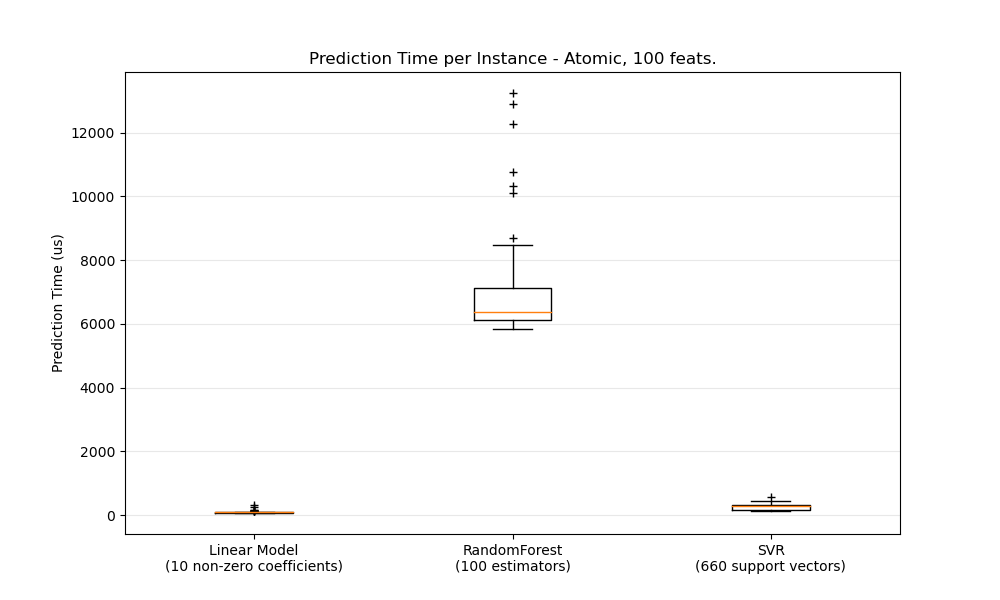 Prediction Time per Instance - Atomic, 100 feats.
Prediction Time (us)
12000
10000
8000
6000
4000
2000
0
Linear Model
(10 non-zero coefficients)
RandomForest
(100 estimators)
SVR
(660 support vectors)